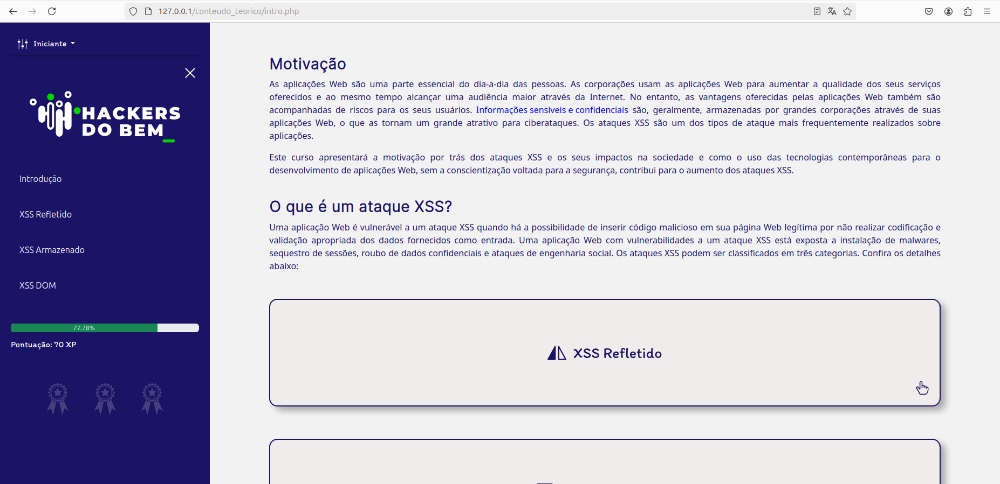 127.0.0.1/conteudo_teorico/intro.php
Iniciante
HACKERS
DO BEM_
Introdução
XSS Refletido
XSS Armazenado
XSS DOM
77.78%
Pontuação: 70 XP
Motivação
As aplicações Web são uma parte essencial do dia-a-dia das pessoas. As corporações usam as aplicações Web para aumentar a qualidade dos seus serviços
oferecidos e ao mesmo tempo alcançar uma audiência maior através da Internet. No entanto, as vantagens oferecidas pelas aplicações Web também são
acompanhadas de riscos para os seus usuários. Informações sensíveis e confidenciais são, geralmente, armazenadas por grandes corporações através de suas
aplicações Web, o que as tornam um grande atrativo para ciberataques. Os ataques XSS são um dos tipos de ataque mais frequentemente realizados sobre
aplicações.
Este curso apresentará a motivação por trás dos ataques XSS e os seus impactos na sociedade e como o uso das tecnologias contemporâneas para o
desenvolvimento de aplicações Web, sem a conscientização voltada para a segurança, contribui para o aumento dos ataques XSS.
O que é um ataque XSS?
Uma aplicação Web é vulnerável a um ataque XSS quando há a possibilidade de inserir código malicioso em sua página Web legítima por não realizar codificação e
validação apropriada dos dados fornecidos como entrada. Uma aplicação Web com vulnerabilidades a um ataque XSS está exposta a instalação de malwares,
sequestro de sessões, roubo de dados confidenciais e ataques de engenharia social. Os ataques XSS podem ser classificados em três categorias. Confira os detalhes
abaixo:
XSS Refletido